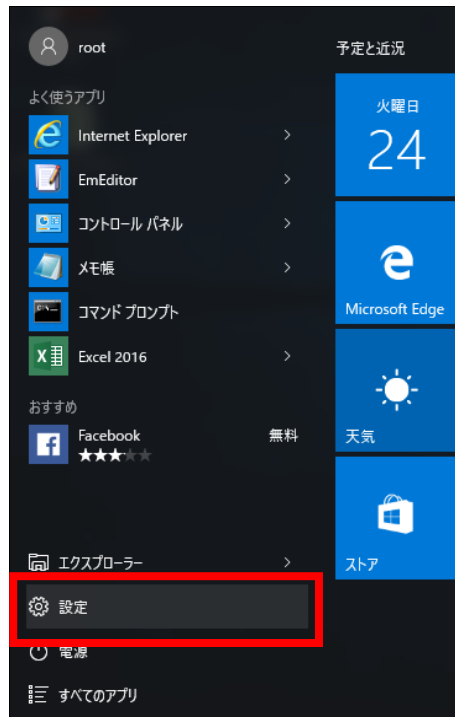 root
よく使うアプリ
Internet Explorer
EmEditor
コントロール パネル
メモ帳
コマンド プロンプト
Excel 2016
おすすめ
Facebook 無料
エクスプローラー
設定
電源
すべてのアプリ
予定と近況
火曜日
24
Microsoft Edge
天気
ストア